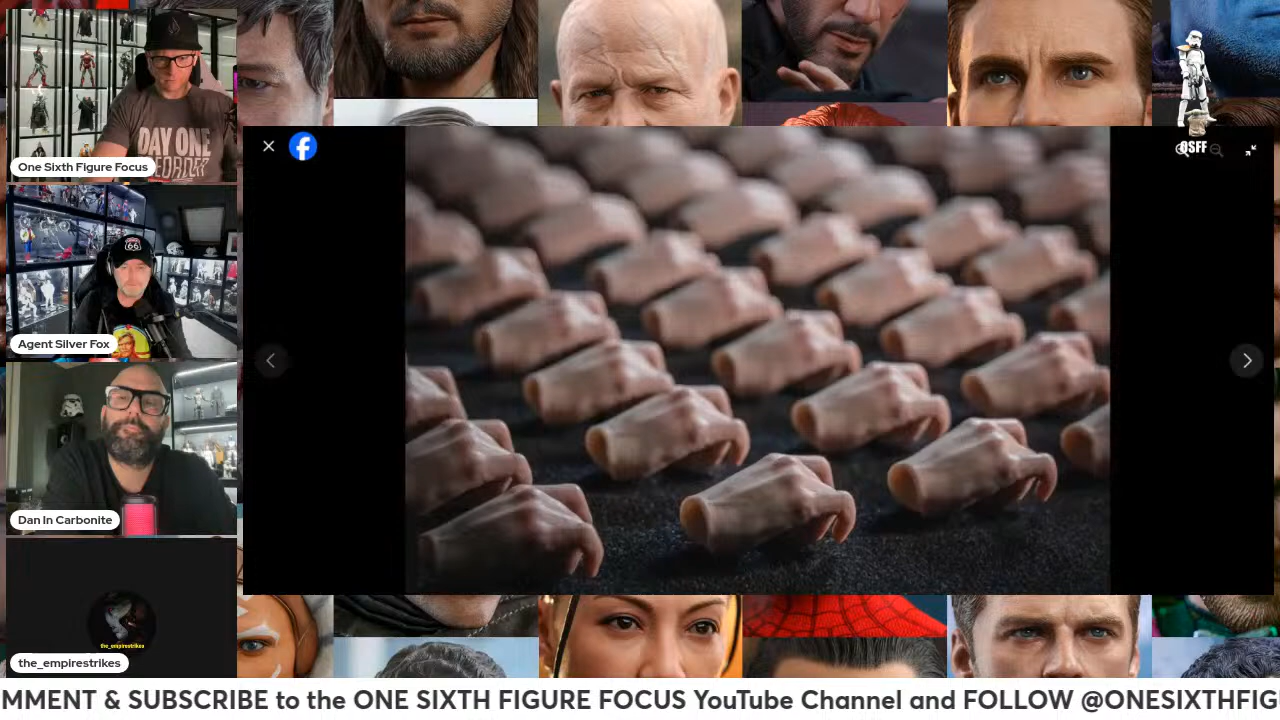 DAY ONE
One Sixth Figure Focus
66
Agent Silver Fox
Dan In Carbonite
the_empirestrikes
the_empirestrikes
OSFF
MMENT & SUBSCRIBE to the ONE SIXTH FIGURE FOCUS YouTube Channel and FOLLOW @ONESIXTHFIG